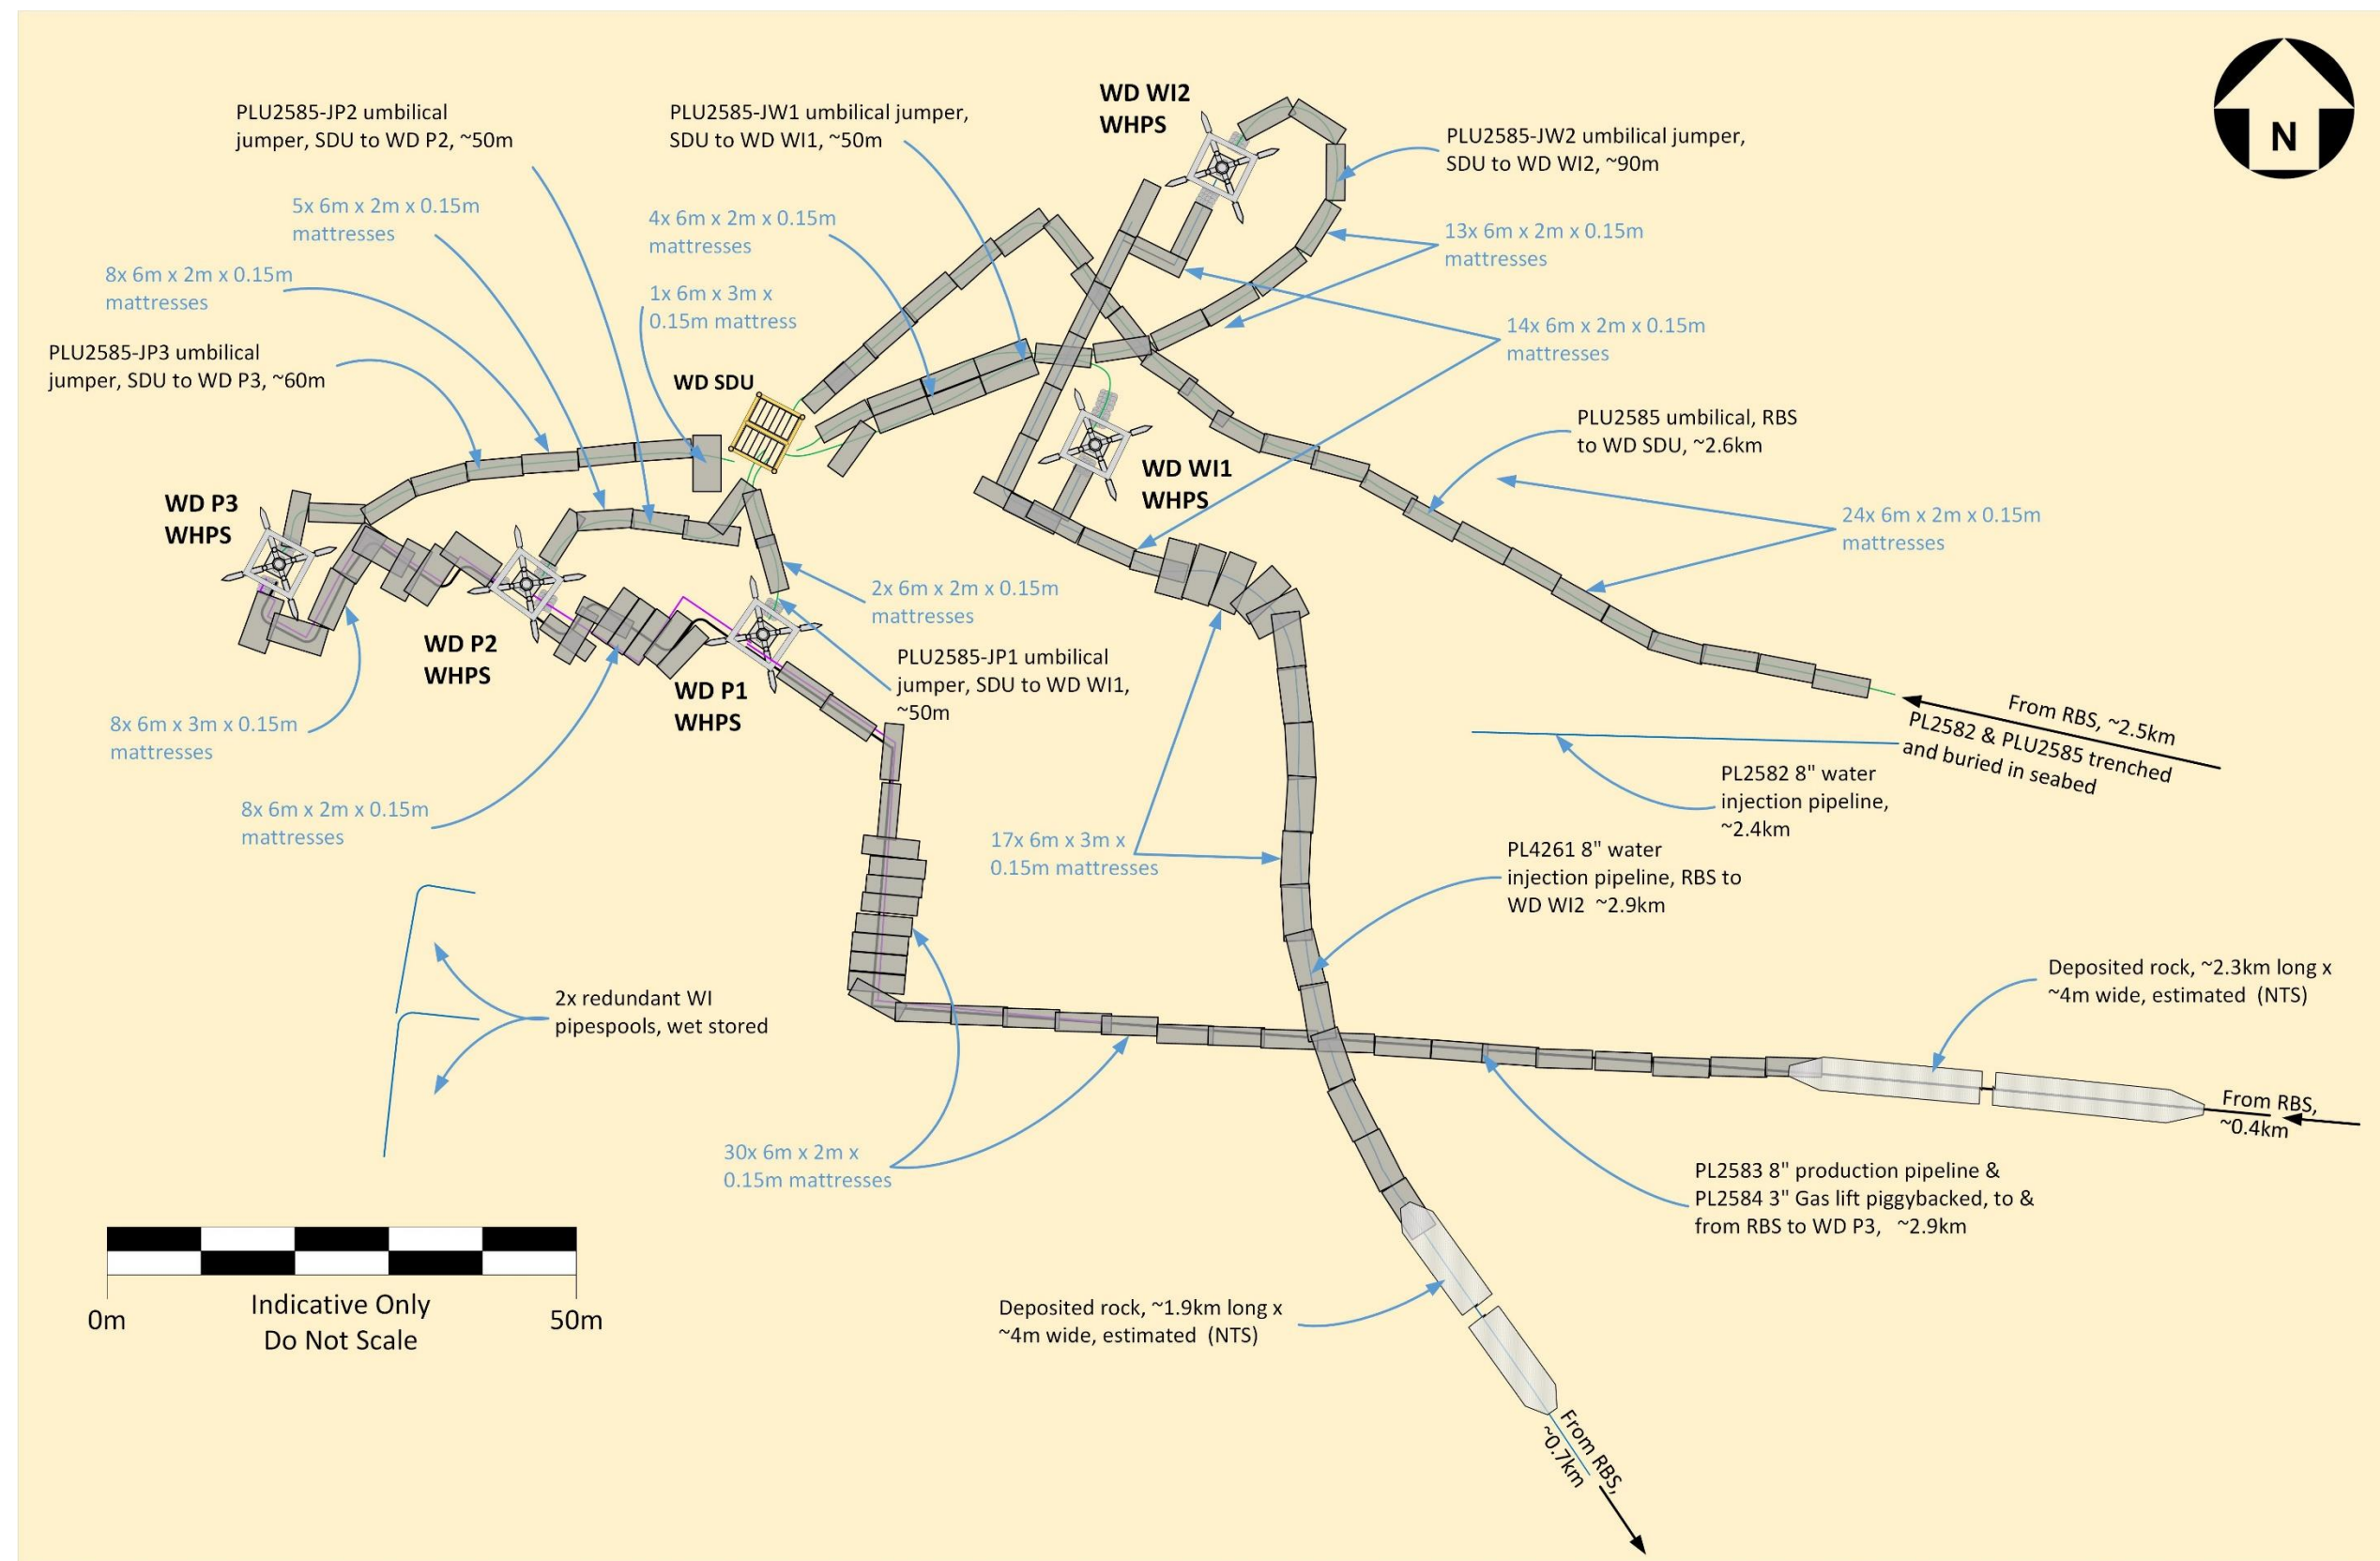 WD WI2
WHPS
N
PLU2585-JP2 umbilical
jumper, SDU to WD P2, ~50m
PLU2585-JW1 umbilical jumper,
SDU to WD WI1, ~50m
PLU2585-JW2 umbilical jumper,
SDU to WD WI2, ~90m
5x 6m x 2m x 0.15m
mattresses
4x 6m x 2m x 0.15m
mattresses
13x 6m x 2m x 0.15m
mattresses
8x 6m x 2m x 0.15m
mattresses
1x 6m x 3m x
0.15m mattress
14x 6m x 2m x 0.15m
mattresses
PLU2585-JP3 umbilical
jumper, SDU to WD P3, ~60m
WD SDU
PLU2585 umbilical, RBS
to WD SDU, ~2.6km
WD WI1
WHPS
WD P3
WHPS
24x 6m x 2m x 0.15m
mattresses
2x 6m x 2m x 0.15m
mattresses
WD P2
WHPS
PLU2585-JP1 umbilical
jumper, SDU to WD WI1,
~50m
WD P1
WHPS
From RBS, ~2.5km
PL2582 & PLU2585 trenched
and buried in seabed
8x 6m x 3m x 0.15m
mattresses
PL2582 8" water
injection pipeline,
~2.4km
8x 6m x 2m x 0.15m
mattresses
17x 6m x 3m x
0.15m mattresses
PL4261 8" water
injection pipeline, RBS to
WD WI2 ~2.9km
2x redundant WI
pipespools, wet stored
Deposited rock, ~2.3km long x
~4m wide, estimated (NTS)
From RBS,
~0.4km
30x 6m x 2m x
0.15m mattresses
PL2583 8" production pipeline &
PL2584 3" Gas lift piggybacked, to &
from RBS to WD P3, ~2.9km
Indicative Only
Do Not Scale
0m
50m
Deposited rock, ~1.9km long x
~4m wide, estimated (NTS)
From RBS,
~0.7km